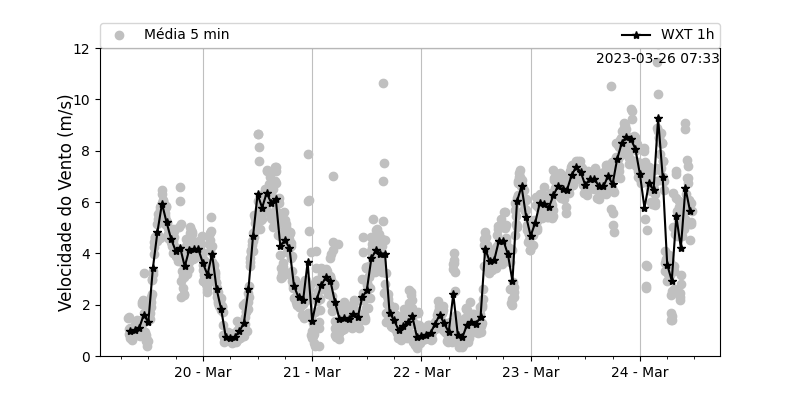 Média 5 min
WXT 1h
2023-03-26 07:33
Velocidade do Vento (m/s)
12
10
8
6
4
2
0
20 - Mar
21 - Mar
22 - Mar
23 - Mar
24 - Mar